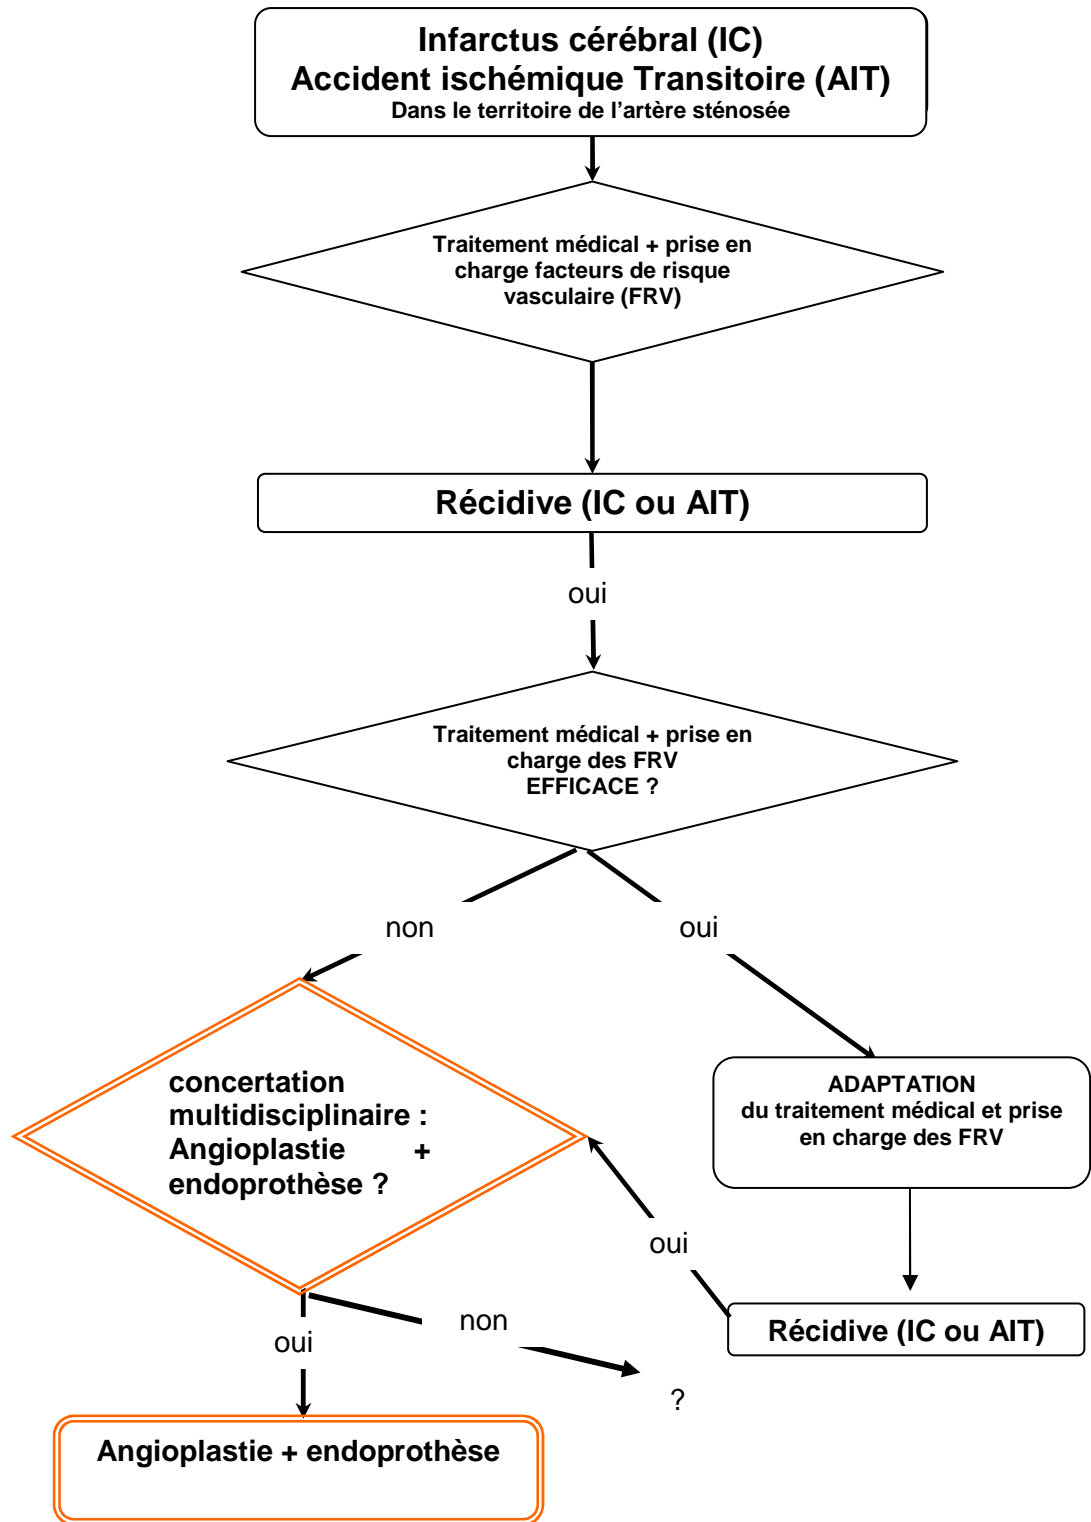 Infarctus cérébral (IC)
Accident ischémique Transitoire (AIT)
Dans le territoire de l'artère sténosée
Traitement médical + prise en
charge facteurs de risque
vasculaire (FRV)
Récidive (IC ou AIT)
oui
Traitement médical + prise en
charge des FRV
EFFICACE ?
non
oui
concertation
multidisciplinaire :
Angioplastie +
endoprothèse ?
ADAPTATION
du traitement médical et prise
en charge des FRV
oui
Récidive (IC ou AIT)
oui
non
?
Angioplastie + endoprothèse